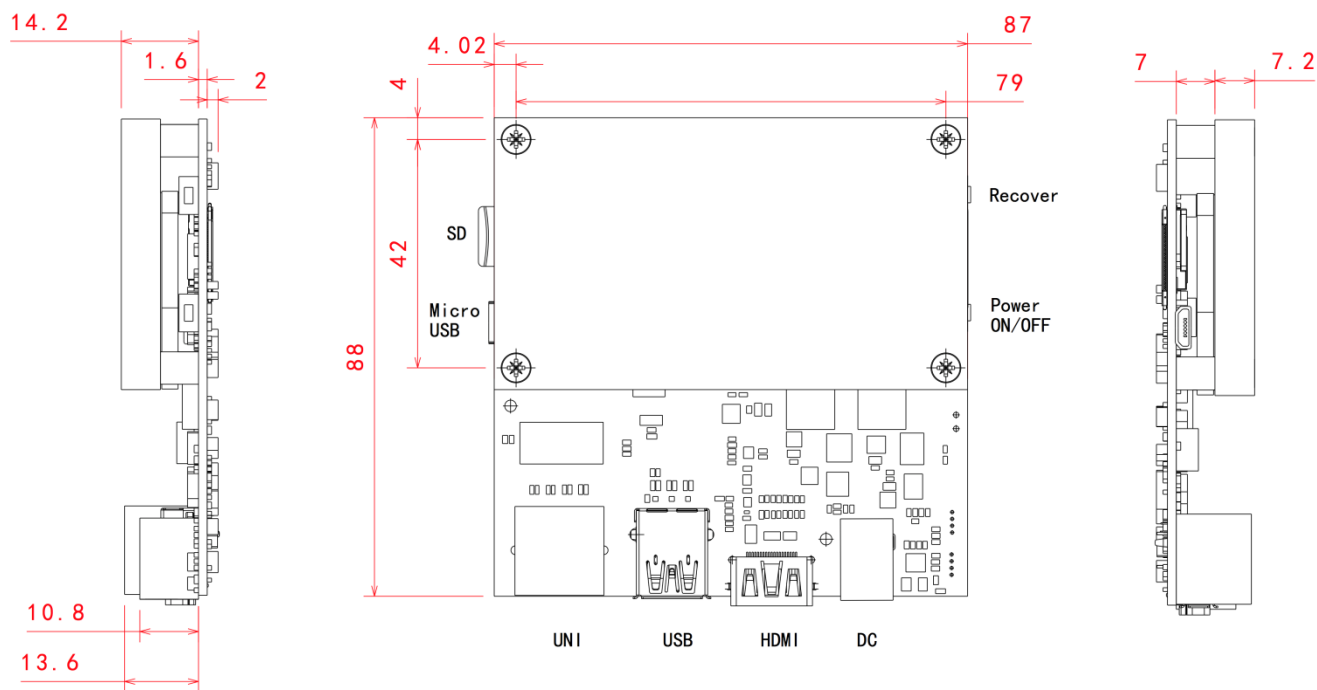 14.2
1.6
2
87
4.02
79
4
7
7.2
Recover
SD
42
Micro
USB
Power
ON/OFF
88
10.8
13.6
UNI
USB
HDMI
DC